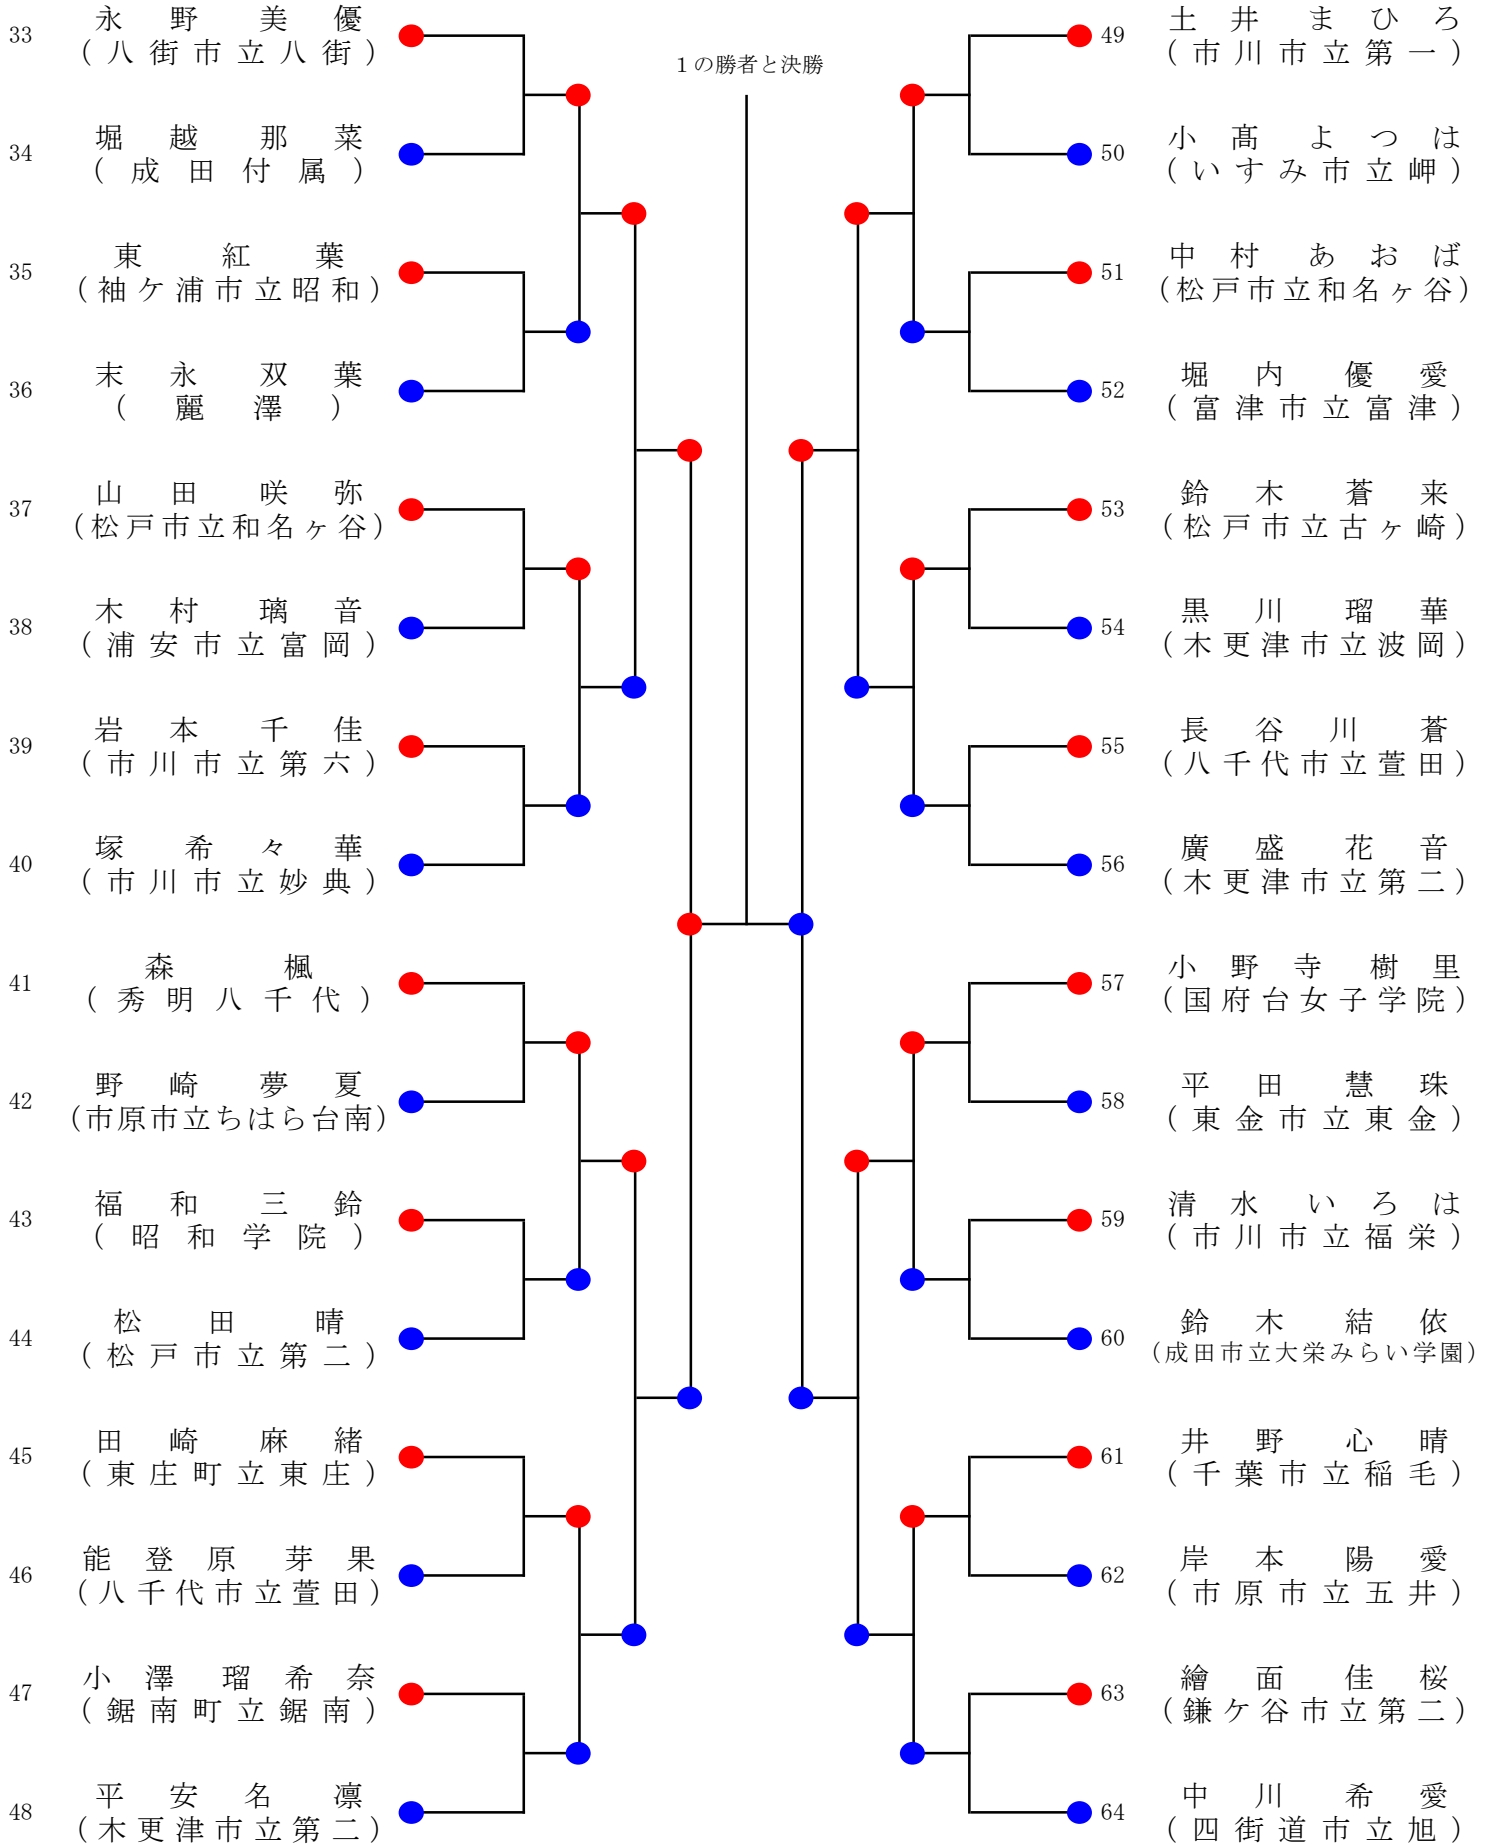 １の勝者と決勝
33
永野 美優
(八街市立八街)
34
堀越 那菜
(成田付属)
35
東 紅葉
(袖ケ浦市立昭和)
36
末永 双葉
(麗澤)
37
山田 咲弥
(松戸市立和名ヶ谷)
38
木村 璃音
(浦安市立富岡)
39
岩本 千佳
(市川市立第六)
40
塚 希々華
(市川市立妙典)
41
森 楓
(秀明八千代)
42
野崎 夢夏
(市原市立ちはら台南)
43
福和 三鈴
(昭和学院)
44
松田 晴
(松戸市立第二)
45
田崎 麻緒
(東庄町立東庄)
46
能登原 芽果
(八千代市立萱田)
47
小澤 瑠希奈
(鋸南町立鋸南)
48
平安名 凛
(木更津市立第二)
49
土井 まひろ
(市川市立第一)
50
小髙 よつは
(いすみ市立岬)
51
中村 あおば
(松戸市立和名ヶ谷)
52
堀内 優愛
(富津市立富津)
53
鈴木 蒼来
(松戸市立古ヶ崎)
54
黒川 瑠華
(木更津市立波岡)
55
長谷川 蒼
(八千代市立萱田)
56
廣盛 花音
(木更津市立第二)
57
小野寺 樹里
(国府台女子学院)
58
平田 慧珠
(東金市立東金)
59
清水 いろは
(市川市立福栄)
60
鈴木 結依
(成田市立大栄みらい学園)
61
井野 心晴
(千葉市立稲毛)
62
岸本 陽愛
(市原市立五井)
63
繪面 佳桜
(鎌ケ谷市立第二)
64
中川 希愛
(四街道市立旭)